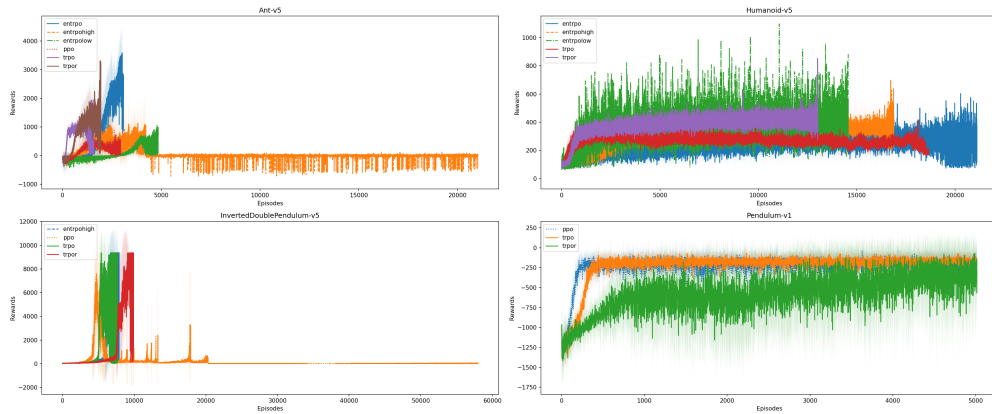 Ant-v5
entrpo
entrpohigh
entrpolow
ppo
trpo
trpor
Rewards
4000
3000
2000
1000
0
−1000
0
5000
10000
15000
20000
Episodes
Humanoid-v5
entrpo
entrpohigh
entrpolow
trpo
trpor
Rewards
1000
800
600
400
200
0
0
5000
10000
15000
20000
Episodes
InvertedDoublePendulum-v5
entrpohigh
ppo
trpo
trpor
Rewards
12000
10000
8000
6000
4000
2000
0
−2000
0
10000
20000
30000
40000
50000
60000
Episodes
Pendulum-v1
ppo
trpo
trpor
Rewards
250
0
−250
−500
−750
−1000
−1250
−1500
−1750
0
1000
2000
3000
4000
5000
Episodes